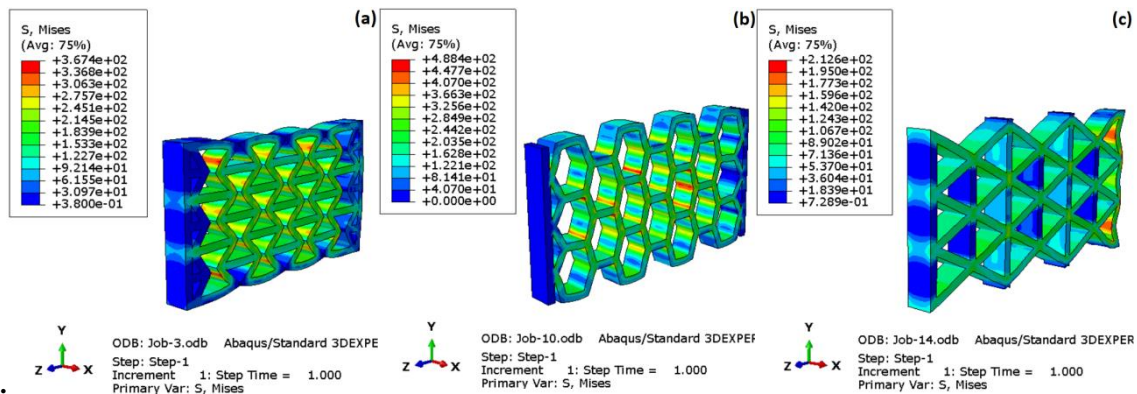 (a)
S, Mises
(Avg: 75%)
+3.674e+02
+3.368e+02
+3.063e+02
+2.757e+02
+2.451e+02
+2.145e+02
+1.839e+02
+1.533e+02
+1.227e+02
+9.214e+01
+6.155e+01
+3.097e+01
+3.800e-01
Y
Z
X
ODB: Job-3.odb Abaqus/Standard 3DEXPE
Step: Step-1
Increment 1: Step Time = 1.000
Primary Var: S, Mises
(b)
S, Mises
(Avg: 75%)
+4.884e+02
+4.477e+02
+4.070e+02
+3.663e+02
+3.256e+02
+2.849e+02
+2.442e+02
+2.035e+02
+1.628e+02
+1.221e+02
+8.141e+01
+4.070e+01
+0.000e+00
Y
Z
X
ODB: Job-10.odb Abaqus/Standard 3DEXPE
Step: Step-1
Increment 1: Step Time = 1.000
Primary Var: S, Mises
(c)
S, Mises
(Avg: 75%)
+2.126e+02
+1.950e+02
+1.773e+02
+1.596e+02
+1.420e+02
+1.243e+02
+1.067e+02
+8.902e+01
+7.136e+01
+5.370e+01
+3.604e+01
+1.839e+01
+7.289e-01
Y
Z
X
ODB: Job-14.odb Abaqus/Standard 3DEXPER
Step: Step-1
Increment 1: Step Time = 1.000
Primary Var: S, Mises
.